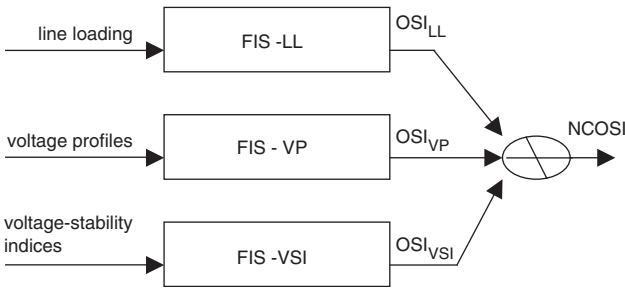 line loading
FIS -LL
OSI_LL
voltage profiles
FIS - VP
OSI_VP
NCOSI
voltage-stability
indices
FIS -VSI
OSI_VSI